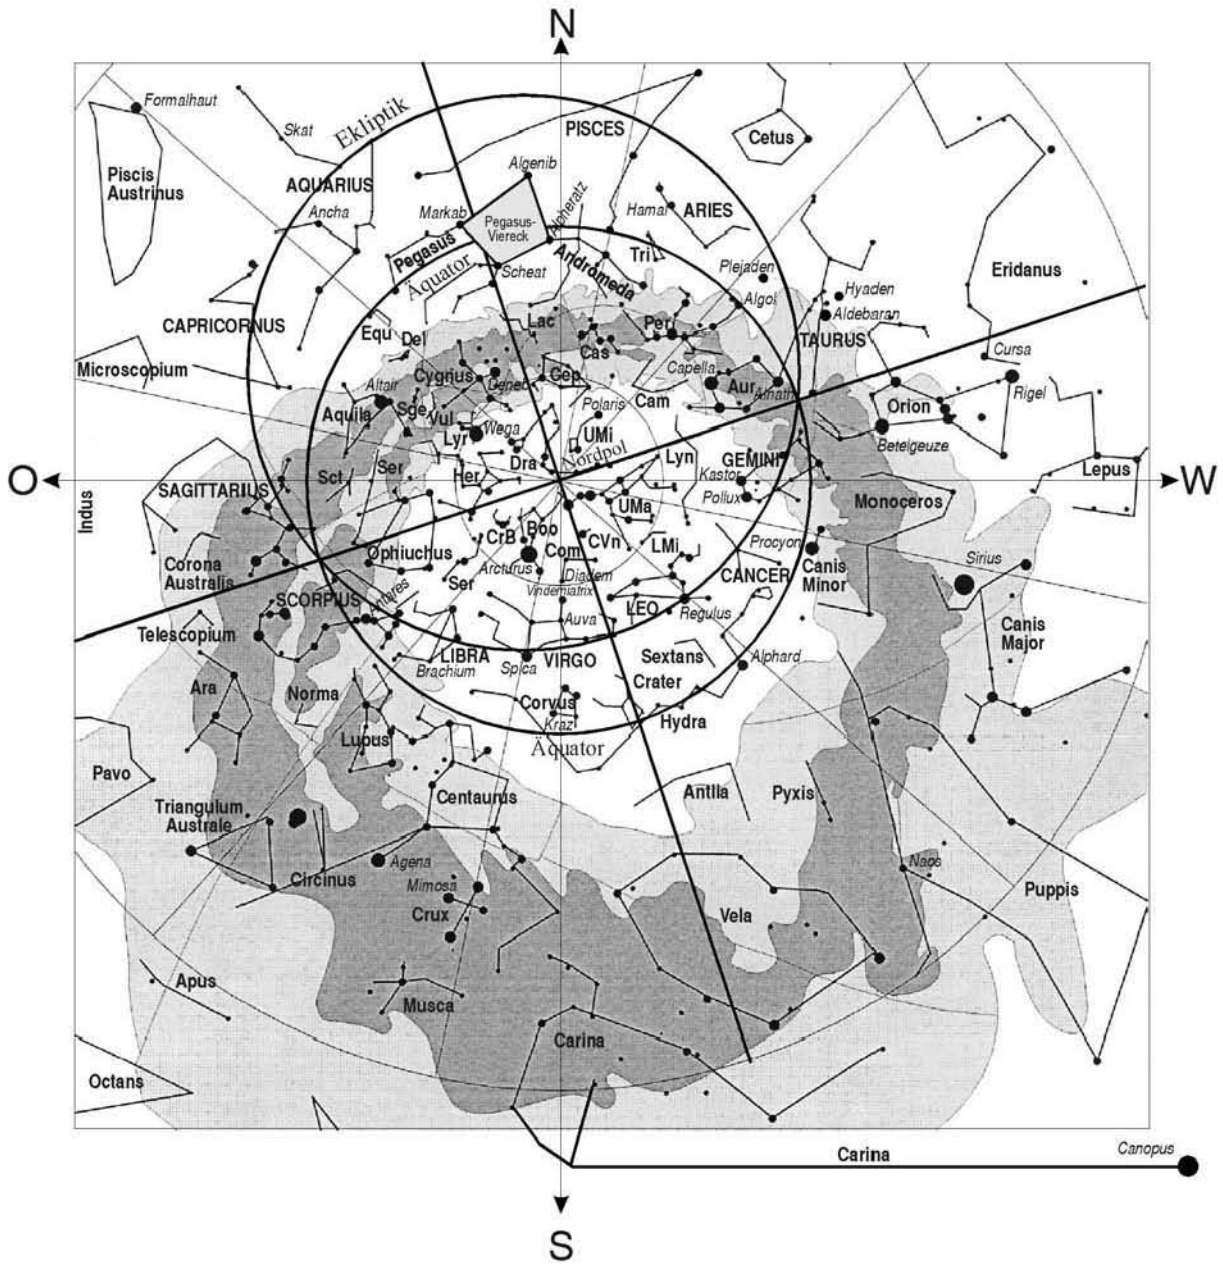 N
Formalhaut
Skat
Ekliptik
PISCES
Cetus
Piscis
Austrinus
AQUARIUS
Algenib
Ancha
Markab
Pegasus-
Viereck
Alpheratz
Hamal
ARIES
Pegasus
Äquator
Scheat
Andromeda
Tri
Plejaden
Eridanus
Algol
Hyaden
Aldebaran
CAPRICORNUS
Equ
Del
Lac
Per
Cas
TAURUS
Cursa
Microscopium
Altair
Cygnus
Deneb
Cep
Capella
Aur
Alnath
Rigel
Aquila
Sge
Vul
Cam
Polaris
Orion
Lyr
Wega
UMi
Beteigeuze
Sct
Ser
Her
Dra
Nordpol
Lyn
GEMINI
Kastor
Pollux
Lepus
O
W
Indus
SAGITTARIUS
UMa
Monoceros
Corona
Australis
Ophiuchus
CrB
Boo
Com
CVn
LMi
Procyon
Canis
Minor
Sirius
Arcturus
Ser
Diadem
Vindemiatrix
CANCER
SCORPIUS
Antares
LEO
Regulus
Auva
Telescopium
Canis
Major
LIBRA
Brachium
Spica
VIRGO
Sextans
Alphard
Ara
Norma
Crater
Corvus
Kraz
Hydra
Lupus
Äquator
Pavo
Centaurus
Antlia
Pyxis
Triangulum
Australe
Agena
Naos
Circinus
Mimosa
Crux
Vela
Puppis
Apus
Musca
Carina
Octans
Carina
Canopus
S